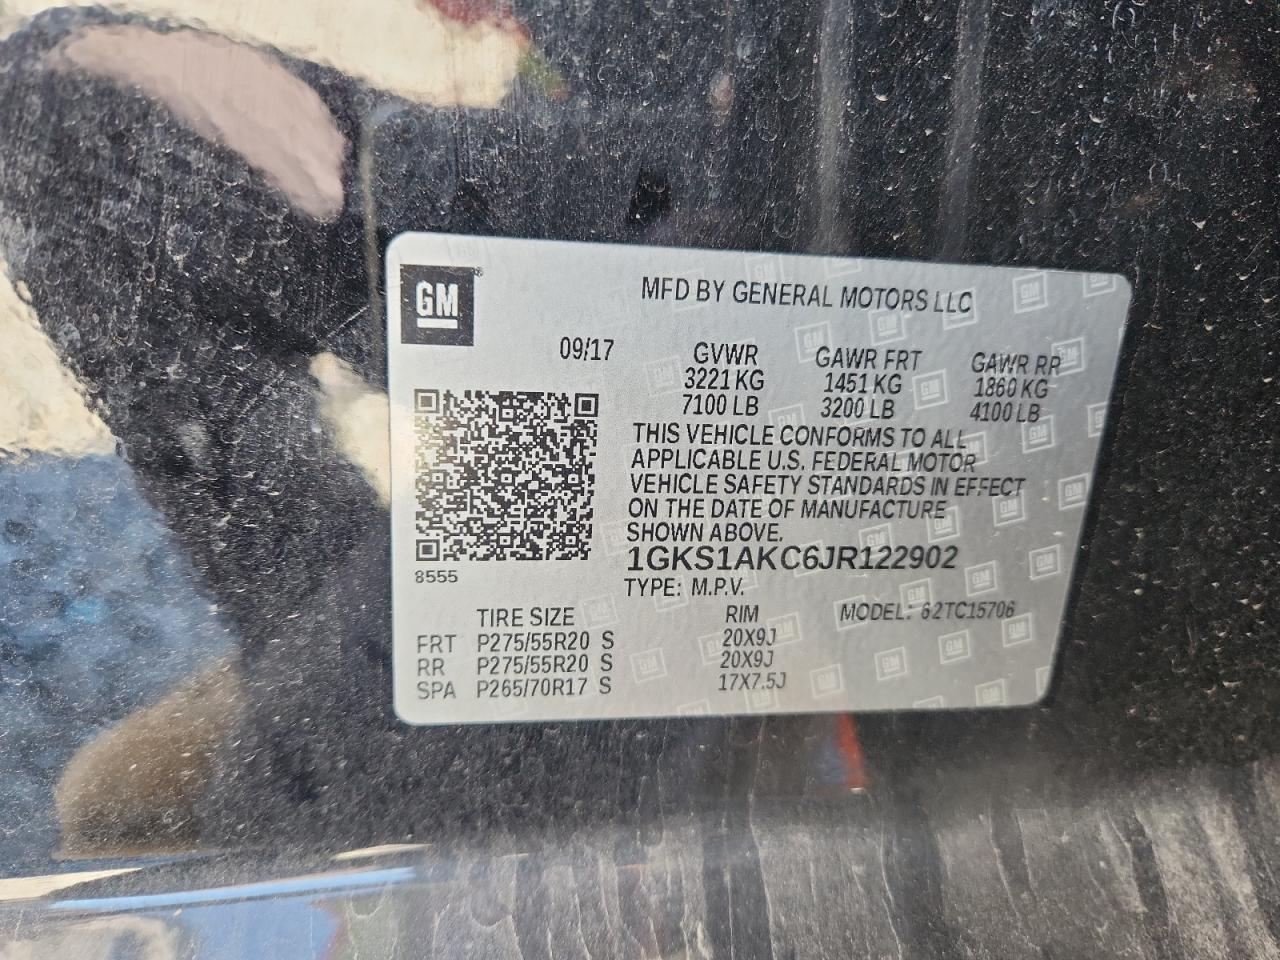 GM
MFD BY GENERAL MOTORS LLC
09/17
GVWR GAWR FRT GAWR RR
3221 KG 1451 KG 1860 KG
7100 LB 3200 LB 4100 LB
THIS VEHICLE CONFORMS TO ALL
APPLICABLE U.S. FEDERAL MOTOR
VEHICLE SAFETY STANDARDS IN EFFECT
ON THE DATE OF MANUFACTURE
SHOWN ABOVE.
1GKS1AKC6JR122902
8555
TYPE: M.P.V.
TIRE SIZE RIM MODEL: 62TC15706
FRT P275/55R20 S 20X9J
RR P275/55R20 S 20X9J
SPA P265/70R17 S 17X7.5J